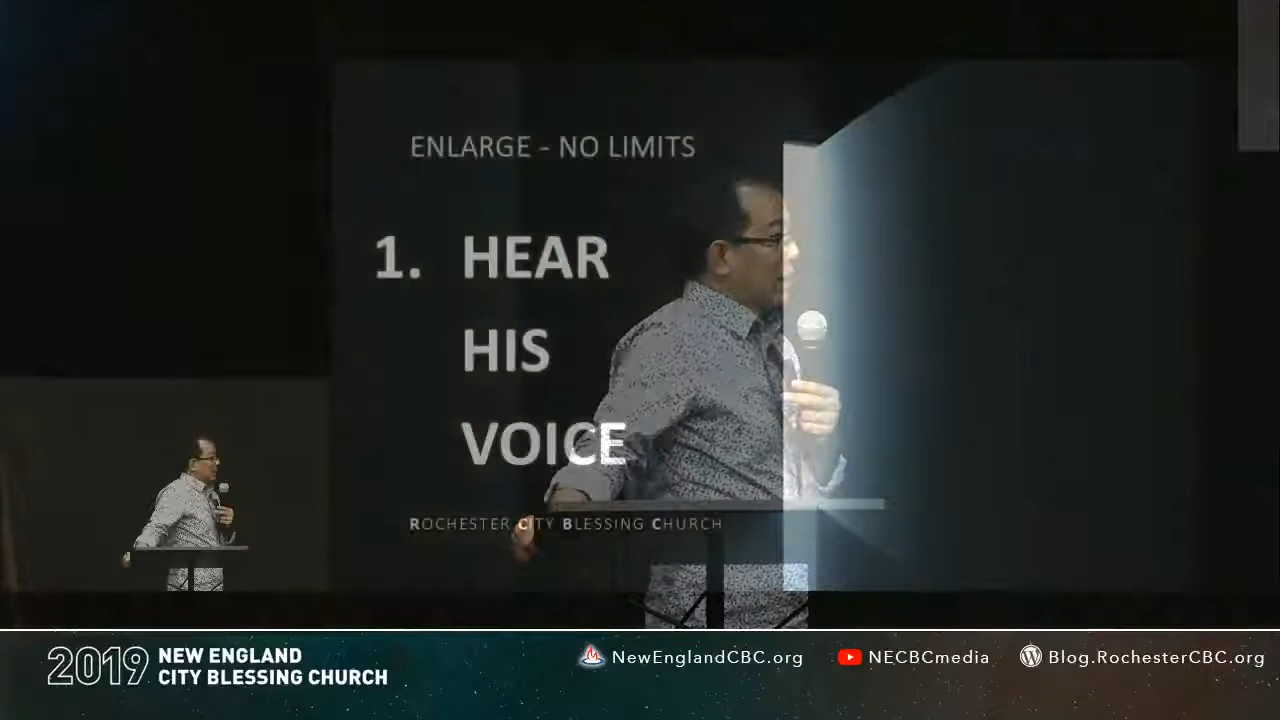 ENLARGE - NO LIMITS
1. HEAR
HIS
VOICE
ROCHESTER CITY BLESSING CHURCH
2019 NEW ENGLAND
CITY BLESSING CHURCH
NewEnglandCBC.org
NECBCmedia
Blog.RochesterCBC.org